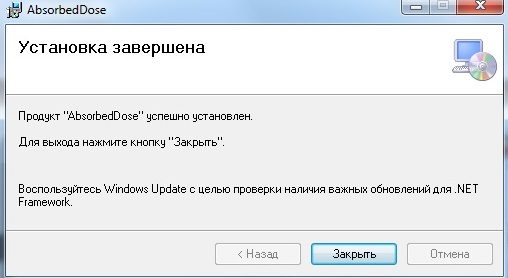 AbsorbedDose
Установка завершена
Продукт "AbsorbedDose" успешно установлен.
Для выхода нажмите кнопку "Закрыть".
Воспользуйтесь Windows Update с целью проверки наличия важных обновлений для .NET
Framework.
< Назад Закрыть Отмена